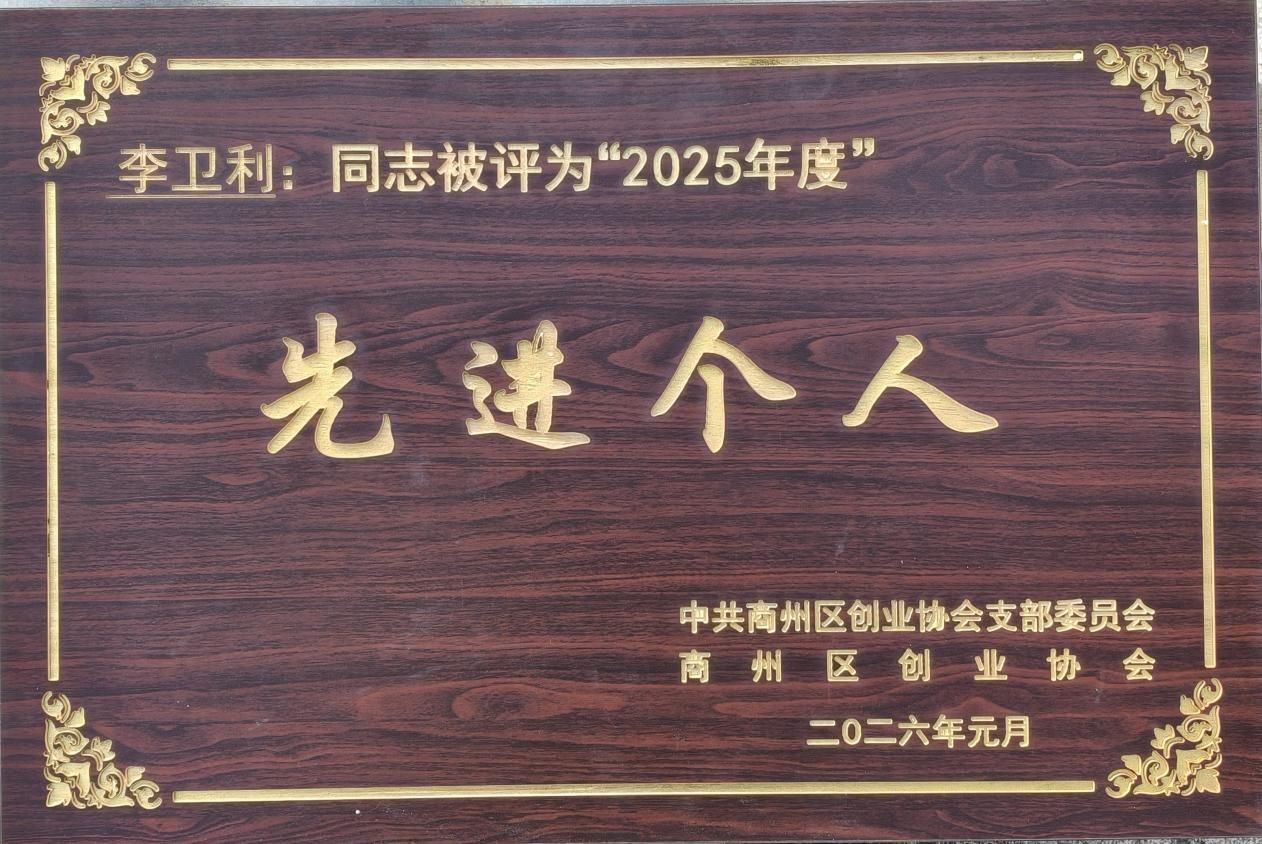 李卫利：同志被评为“2025年度”
先进个人
中共商州区创业协会支部委员会
商州区创业协会
二0二六年元月